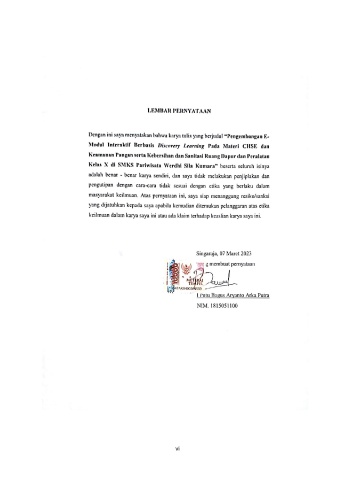 LEMBAR PERNYATAAN
Dengan ini saya menyatakan bahwa karya tulis yang berjudul "Pengembangan E-
Modul Interaktif Berbasis Discovery Learning Pada Materi CHSE dan
Keamanan Pangan serta Kebersihan dan Sanitasi Ruang Dapur dan Peralatan
Kelas X di SMKS Pariwisata Werdhi Sila Kumara" beserta seluruh isinya
adalah benar - benar karya sendiri, dan saya tidak melakukan penjiplakan dan
pengutipan dengan cara-cara tidak sesuai dengan etika yang berlaku dalam
masyarakat keilmuan. Atas pernyataan ini, saya siap menanggung resiko/sanksi
yang dijatuhkan kepada saya apabila kemudian ditemukan pelanggaran atas etika
keilmuan dalam karya saya ini atau ada klaim terhadap keaslian karya saya ini.
Singaraja, 07 Maret 2023
g membuat pernyataan
I Putu Bagus Aryanta Arka Putra
NIM. 1815051100
vi